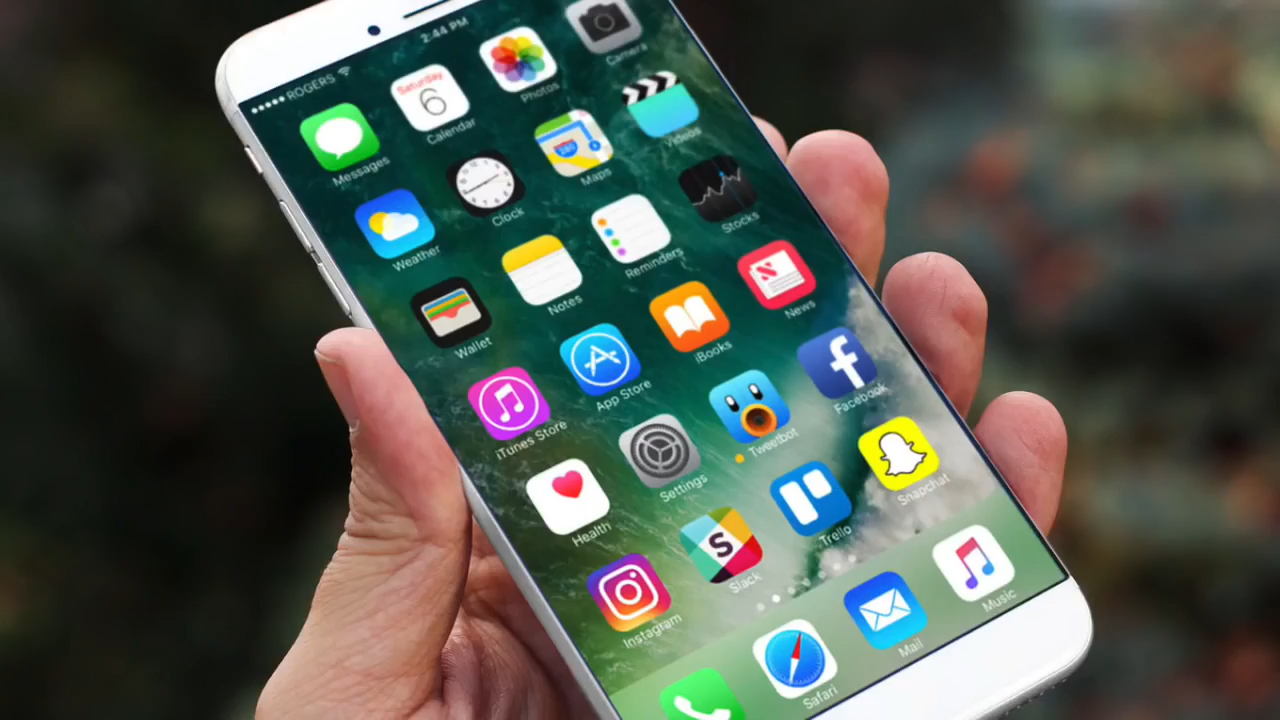 ●●●●● ROGERS 2:44 PM
Saturday
6
Messages Calendar Photos Camera
280
Weather Clock Maps Videos
Wallet Notes Reminders Stocks
N
iTunes Store App Store iBooks News
f
Health Settings Tweetbot Facebook
S
Instagram Slack Trello Snapchat
Safari Mail Music